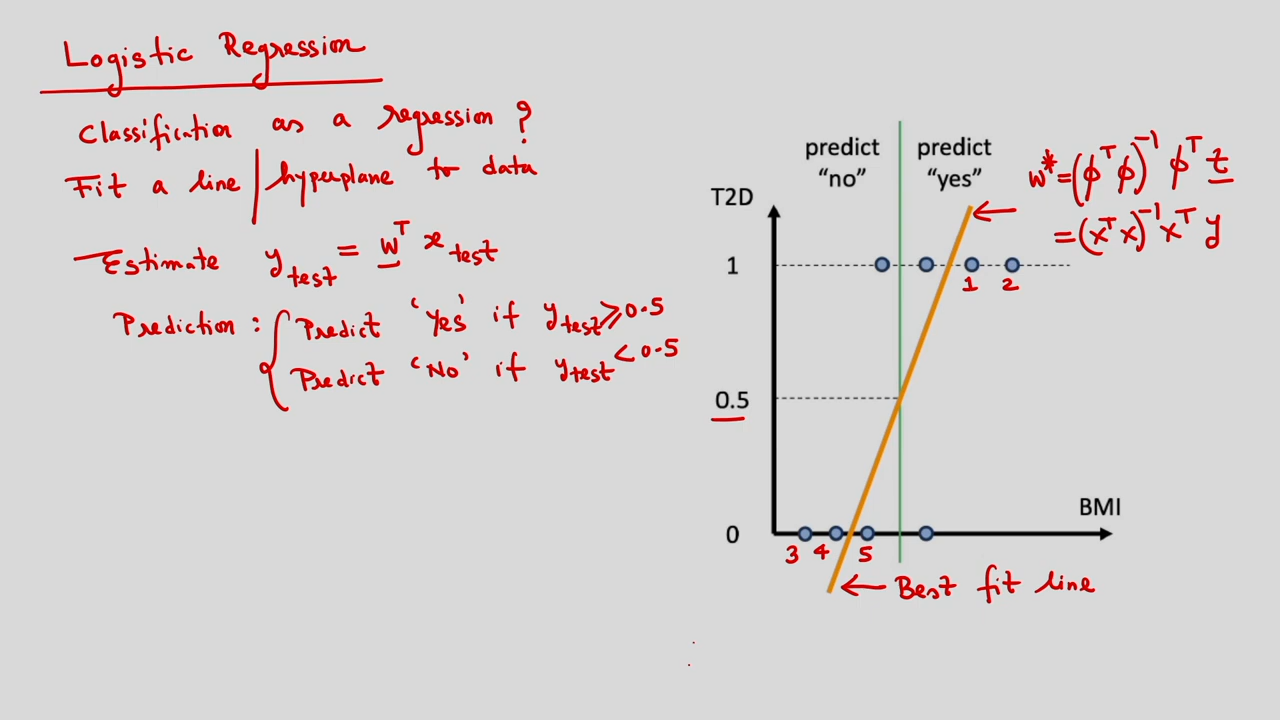 Logistic Regression
Classification as a regression ?
Fit a line | hyperplane to data
Estimate y_test = w^T x_test
Prediction : { Predict 'Yes' if y_test ≥ 0.5
Predict 'No' if y_test < 0.5
predict "no"
predict "yes"
w* = (ϕ^T ϕ)^-1 ϕ^T t
= (x^T x)^-1 x^T y
T2D
1
1 2
0.5
BMI
0
3 4 5
← Best fit line